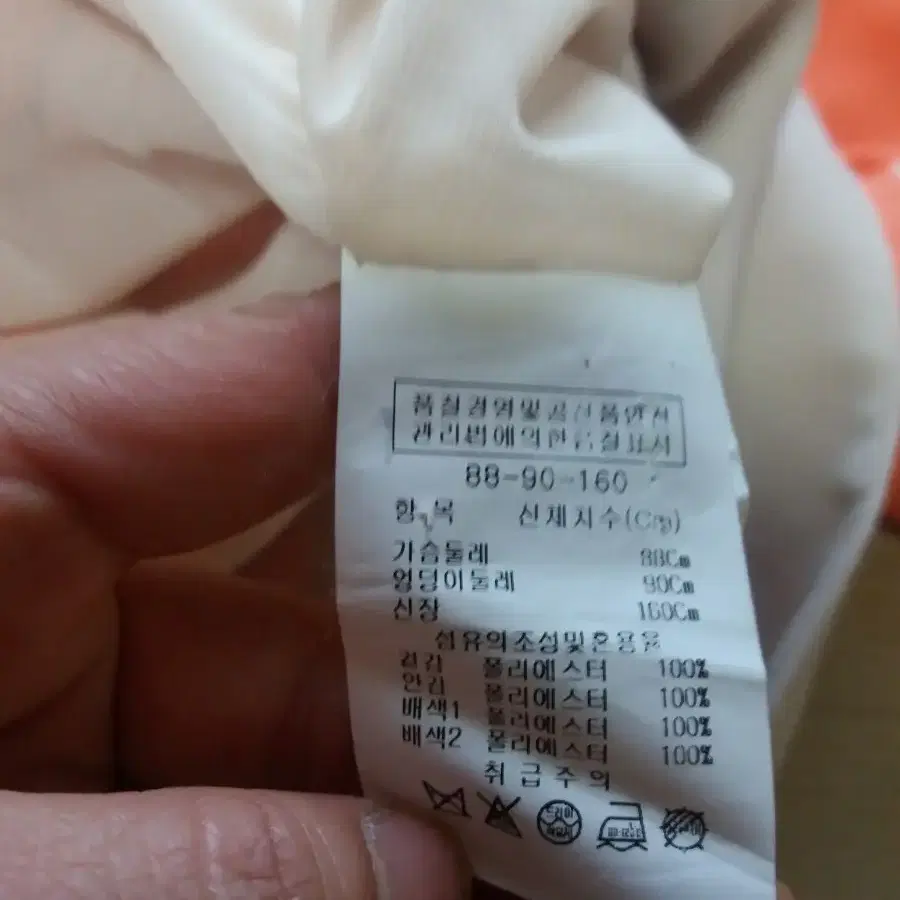 품질경영및공산품안전
관리법에의한품질표시
88-90-160
항 목 신체치수(Cm)
가슴둘레 88Cm
엉덩이둘레 90Cm
신장 160Cm
섬유의조성및혼용율
겉감 폴리에스터 100%
안감 폴리에스터 100%
배색1 폴리에스터 100%
배색2 폴리에스터 100%
취급주의
드라이